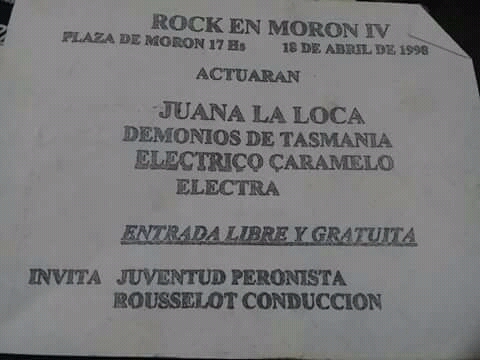 ROCK EN MORON IV
PLAZA DE MORON 17 Hs 18 DE ABRIL DE 1998
ACTUARAN
JUANA LA LOCA
DEMONIOS DE TASMANIA
ELECTRICO CARAMELO
ELECTRA
ENTRADA LIBRE Y GRATUITA
INVITA JUVENTUD PERONISTA
ROUSSELOT CONDUCCION